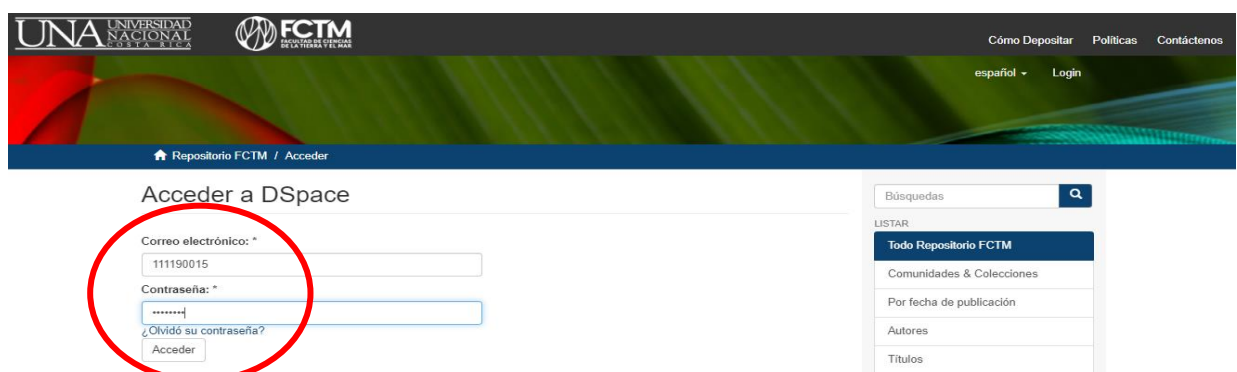 UNA UNIVERSIDAD
NACIONAL
COSTA RICA
FCTM
FACULTAD DE CIENCIAS
DE LA TIERRA Y EL MAR
Cómo Depositar Políticas Contáctenos
español Login
Repositorio FCTM / Acceder
Acceder a DSpace
Correo electrónico: *
111190015
Contraseña: *
••••••••
¿Olvidó su contraseña?
Acceder
Búsquedas
LISTAR
Todo Repositorio FCTM
Comunidades & Colecciones
Por fecha de publicación
Autores
Títulos